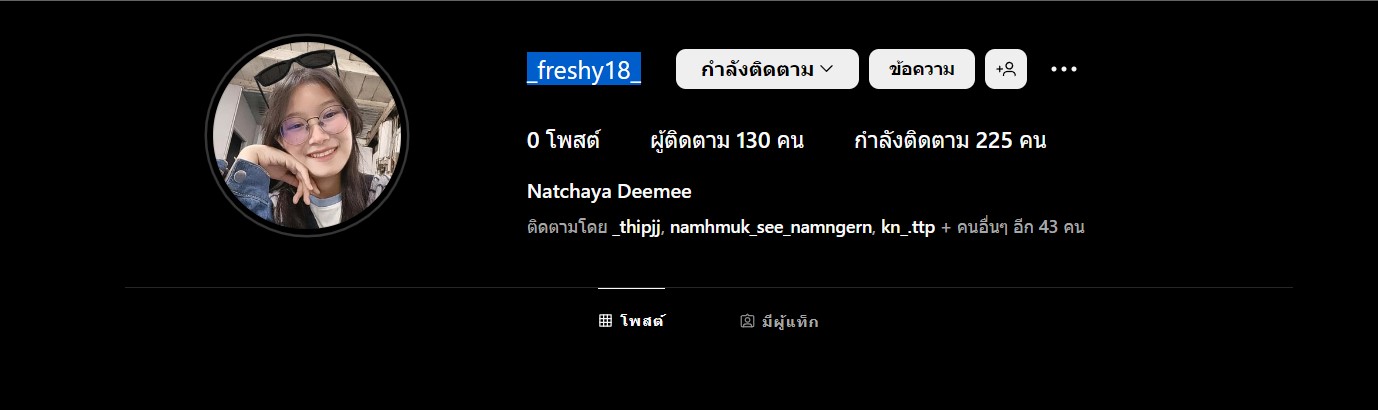 _freshy18_ กำลังติดตาม ข้อความ
0 โพสต์ ผู้ติดตาม 130 คน กำลังติดตาม 225 คน
Natchaya Deemee
ติดตามโดย _thipjj, namhmuk_see_namngern, kn_.ttp + คนอื่นๆ อีก 43 คน
โพสต์ มีผู้แท็ก